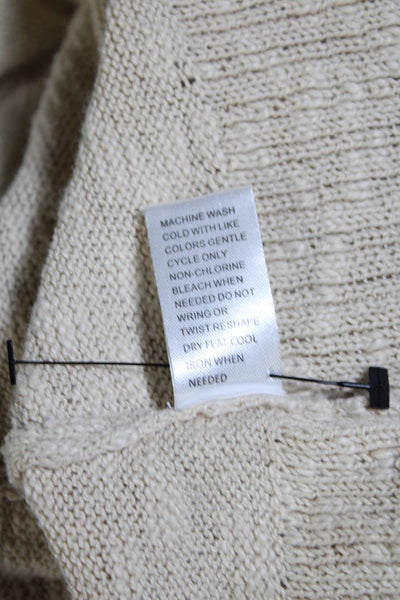 MACHINE WASH
COLD WITH LIKE
COLORS GENTLE
CYCLE ONLY
NON-CHLORINE
BLEACH WHEN
NEEDED DO NOT
WRING OR
TWIST RESHAPE
DRY FLAT COOL
IRON WHEN
NEEDED